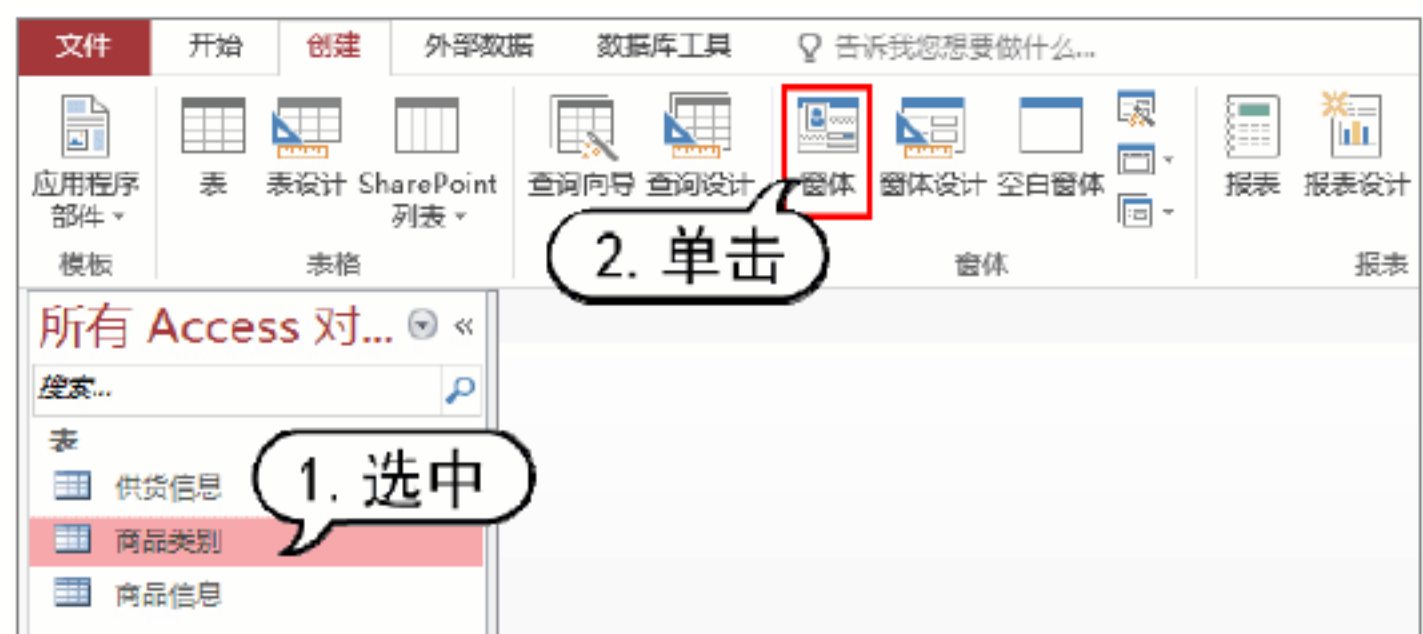 文件 开始 创建 外部数据 数据库工具 告诉我您想要做什么...
应用程序 表 表设计 SharePoint 查询向导 查询设计 窗体 窗体设计 空白窗体 报表 报表设计
部件 列表
模板 表格 窗体 报表
2. 单击
所有 Access 对... «
搜索...
表
供货信息
1. 选中
商品类别
商品信息